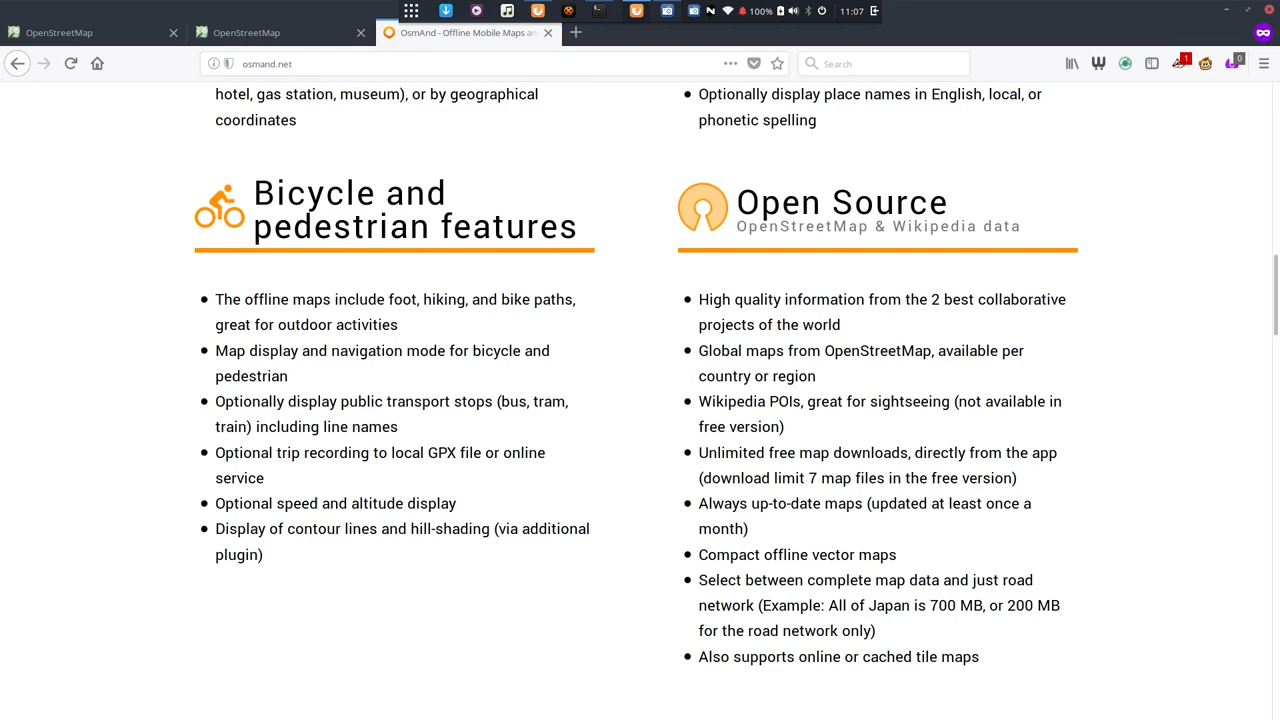 100%
11:07
OpenStreetMap
OpenStreetMap
OsmAnd - Offline Mobile Maps an
osmand.net
Search
1
0
hotel, gas station, museum), or by geographical
coordinates
Optionally display place names in English, local, or
phonetic spelling
Bicycle and
pedestrian features
The offline maps include foot, hiking, and bike paths,
great for outdoor activities
Map display and navigation mode for bicycle and
pedestrian
Optionally display public transport stops (bus, tram,
train) including line names
Optional trip recording to local GPX file or online
service
Optional speed and altitude display
Display of contour lines and hill-shading (via additional
plugin)
Open Source
OpenStreetMap & Wikipedia data
High quality information from the 2 best collaborative
projects of the world
Global maps from OpenStreetMap, available per
country or region
Wikipedia POIs, great for sightseeing (not available in
free version)
Unlimited free map downloads, directly from the app
(download limit 7 map files in the free version)
Always up-to-date maps (updated at least once a
month)
Compact offline vector maps
Select between complete map data and just road
network (Example: All of Japan is 700 MB, or 200 MB
for the road network only)
Also supports online or cached tile maps